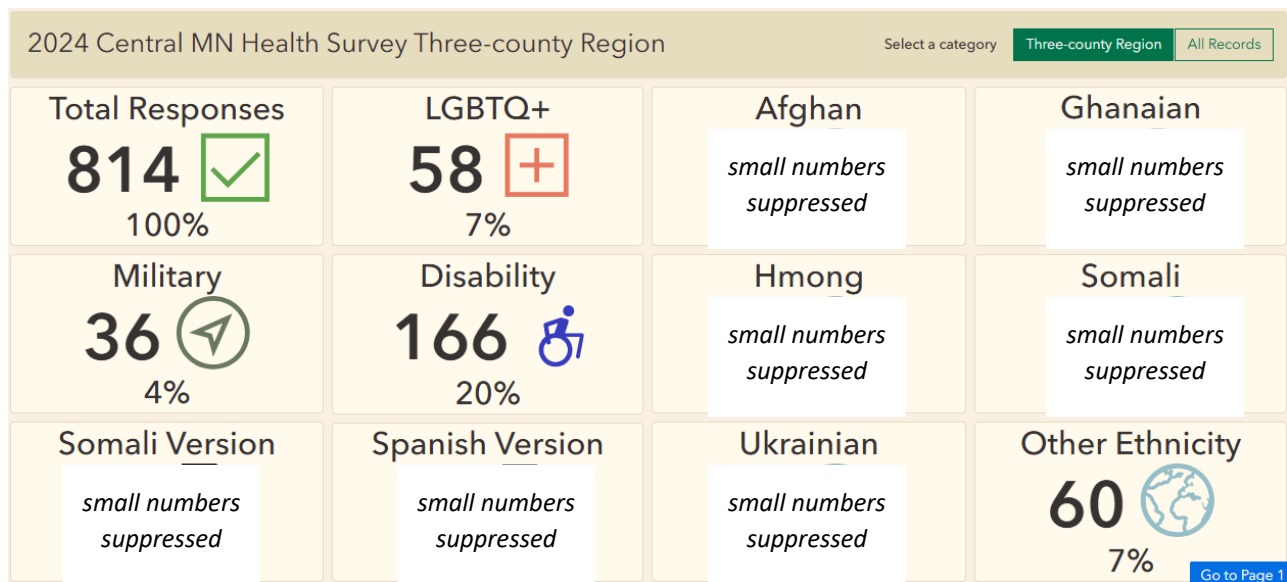 2024 Central MN Health Survey Three-county Region
Select a category
Three-county Region
All Records
Total Responses
814
100%
LGBTQ+
58
7%
Afghan
small numbers
suppressed
Ghanaian
small numbers
suppressed
Military
36
4%
Disability
166
20%
Hmong
small numbers
suppressed
Somali
small numbers
suppressed
Somali Version
small numbers
suppressed
Spanish Version
small numbers
suppressed
Ukrainian
small numbers
suppressed
Other Ethnicity
60
7%
Go to Page 1